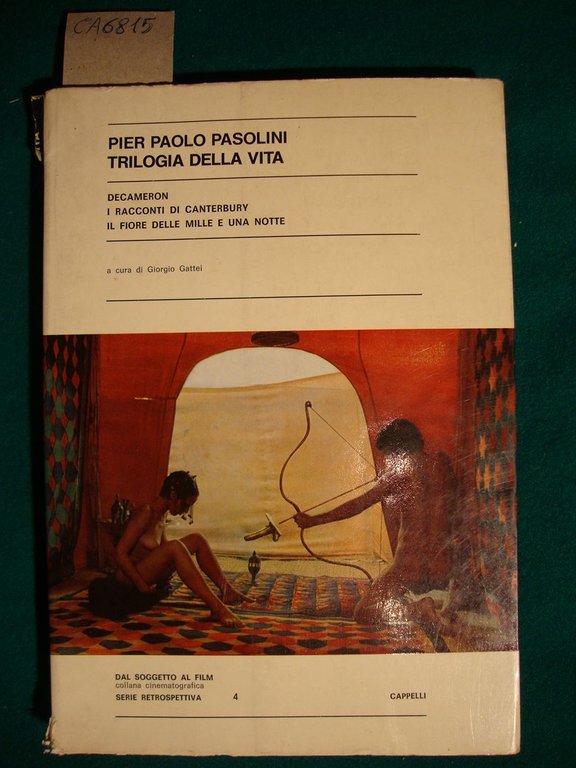 CA6815
PIER PAOLO PASOLINI
TRILOGIA DELLA VITA
DECAMERON
I RACCONTI DI CANTERBURY
IL FIORE DELLE MILLE E UNA NOTTE
a cura di Giorgio Gattei
DAL SOGGETTO AL FILM
collana cinematografica
SERIE RETROSPETTIVA 4 CAPPELLI